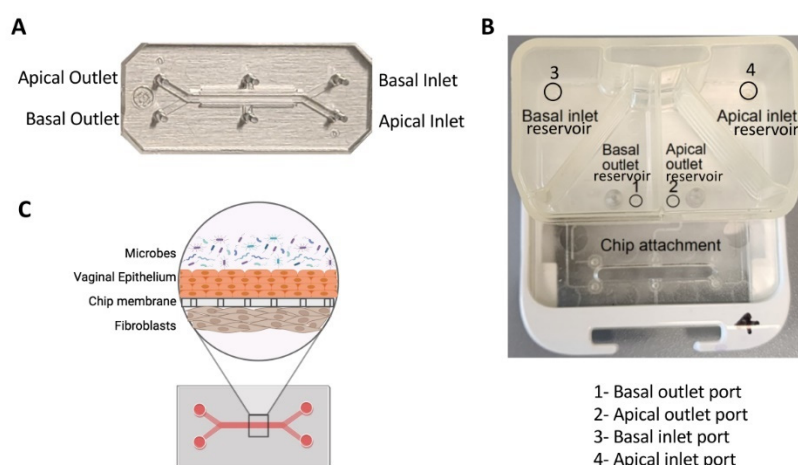 A
Apical Outlet
Basal Outlet
Basal Inlet
Apical Inlet
B
3
4
Basal inlet
reservoir
Apical inlet
reservoir
Basal
outlet
reservoir
Apical
outlet
reservoir
1
2
Chip attachment
1- Basal outlet port
2- Apical outlet port
3- Basal inlet port
4- Apical inlet port
C
Microbes
Vaginal Epithelium
Chip membrane
Fibroblasts